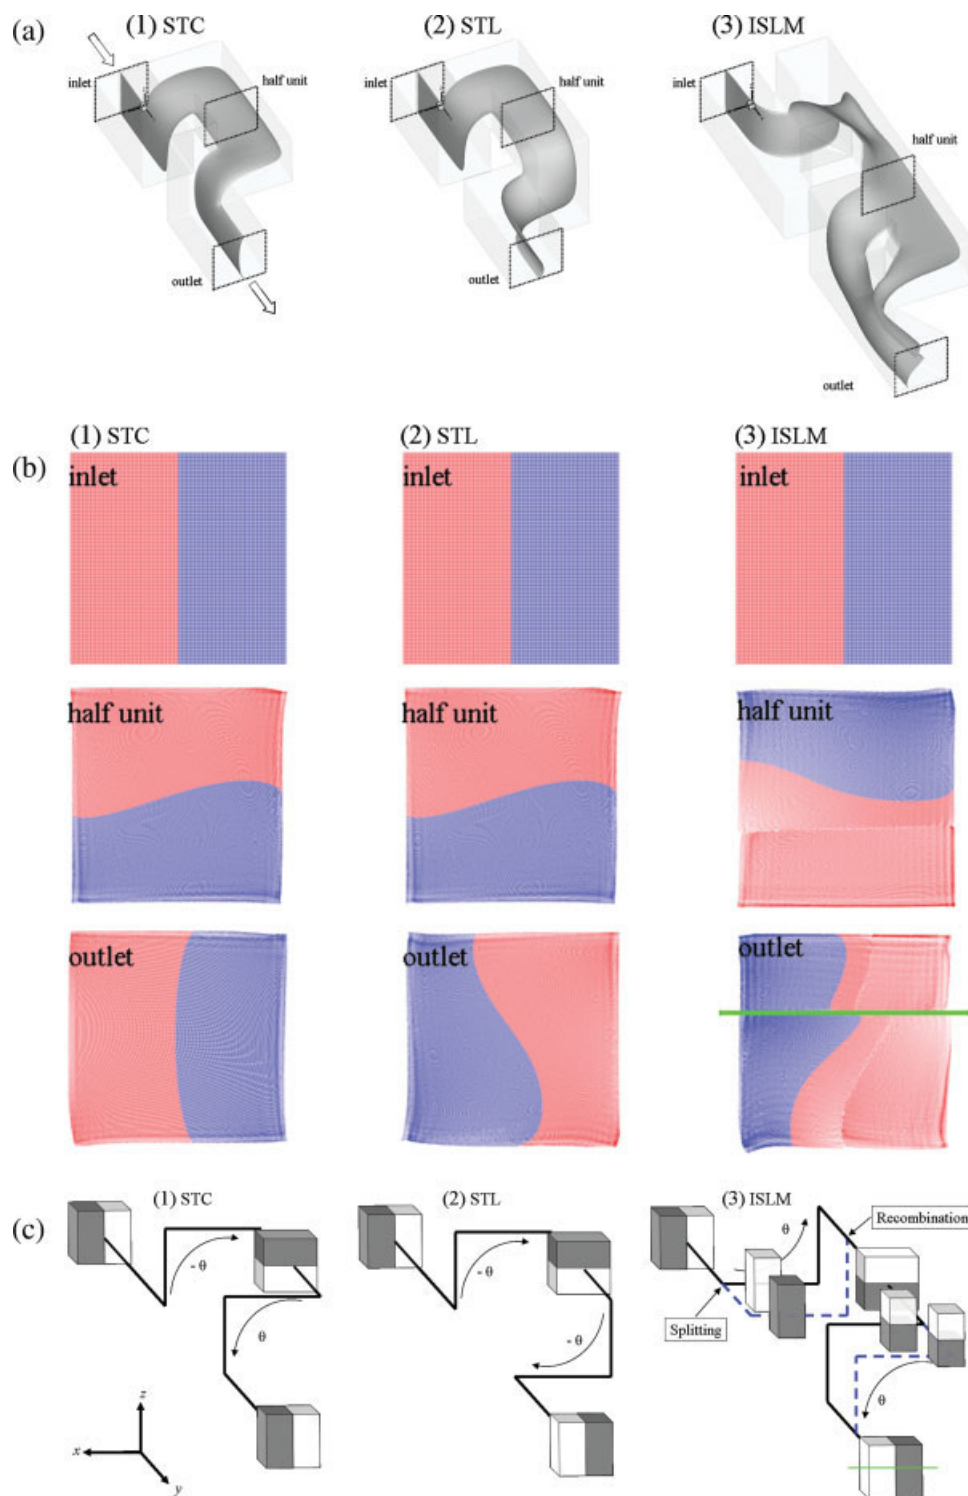 (a)
(1) STC
(2) STL
(3) ISLM
inlet
half unit
outlet
inlet
half unit
outlet
inlet
half unit
outlet
(b)
(1) STC
(2) STL
(3) ISLM
inlet
inlet
inlet
half unit
half unit
half unit
outlet
outlet
outlet
(c)
(1) STC
(2) STL
(3) ISLM
- θ
θ
- θ
- θ
θ
Recombination
Splitting
θ
z
x
y